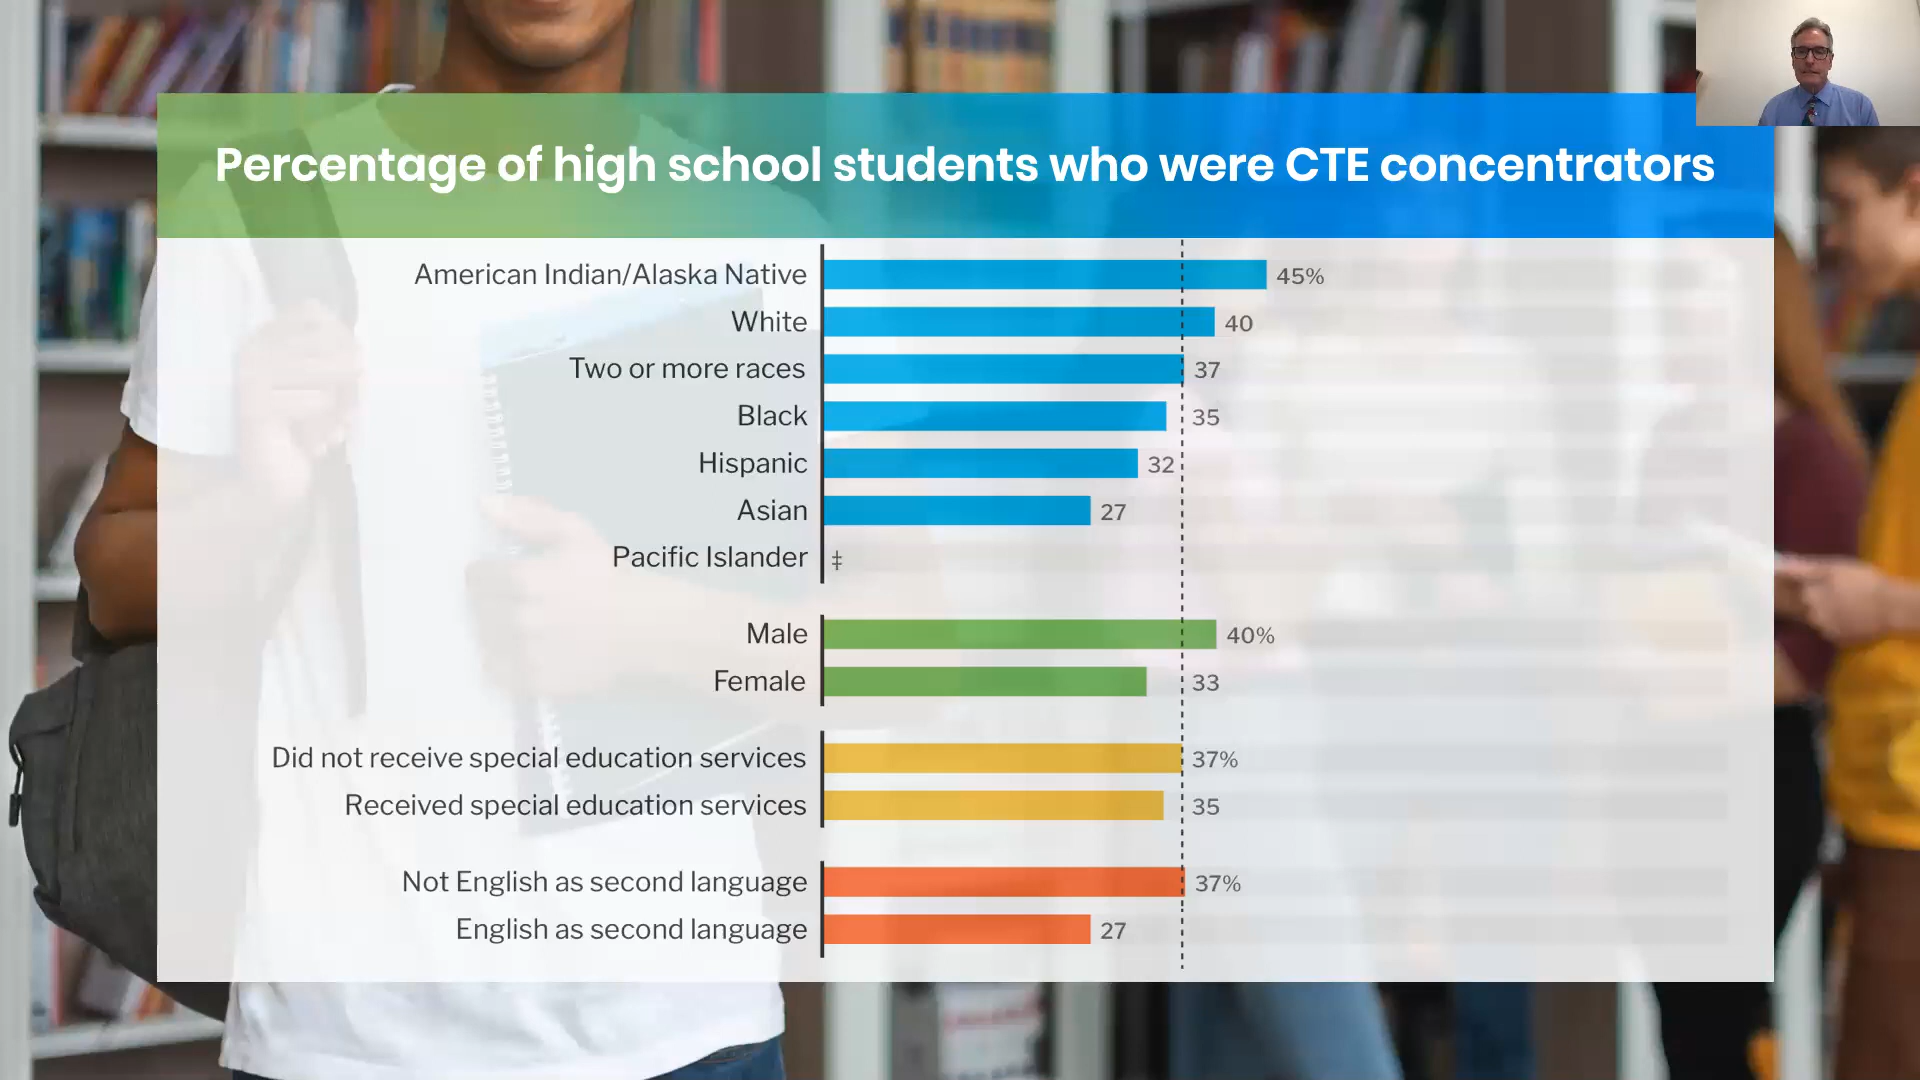 Percentage of high school students who were CTE concentrators
American Indian/Alaska Native 45%
White 40
Two or more races 37
Black 35
Hispanic 32
Asian 27
Pacific Islander ‡
Male 40%
Female 33
Did not receive special education services 37%
Received special education services 35
Not English as second language 37%
English as second language 27